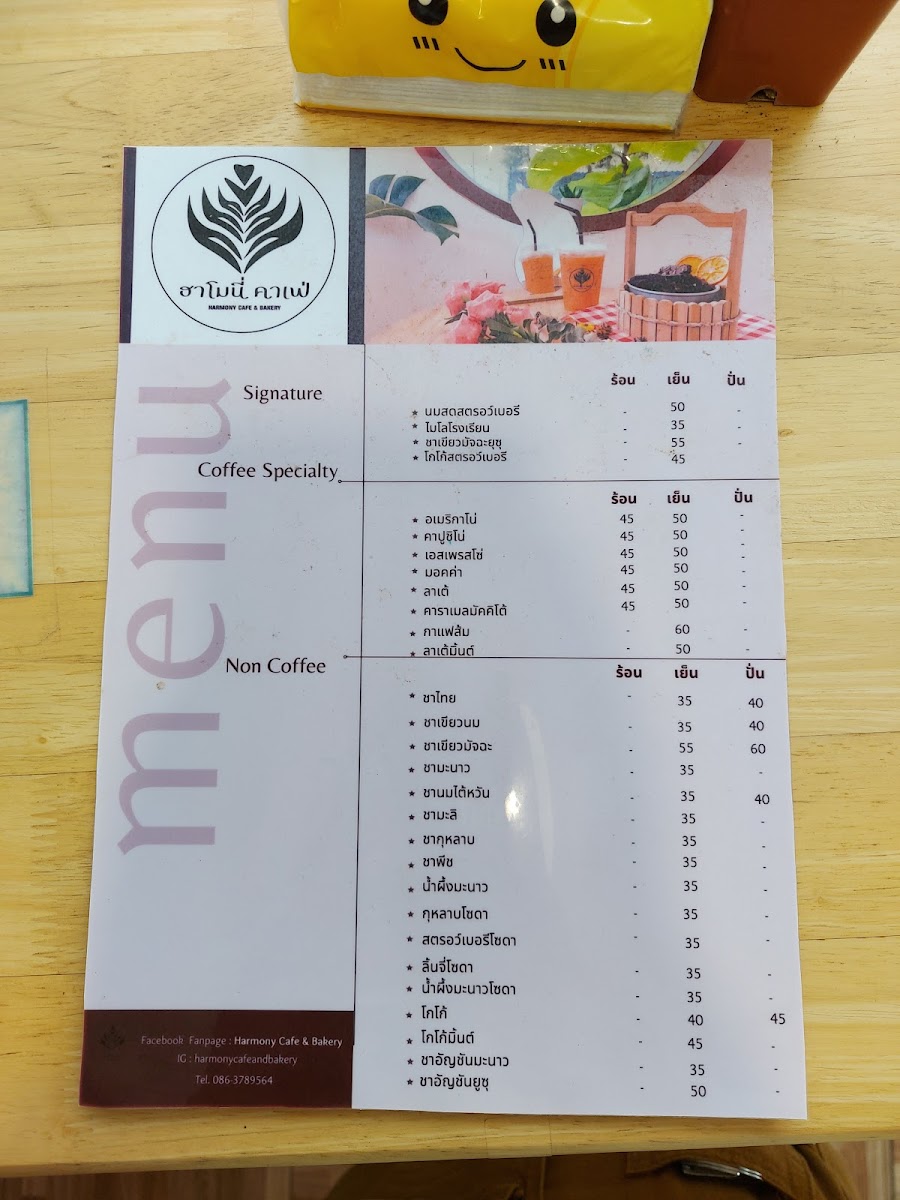 ฮาโมนี่ คาเฟ่
HARMONY CAFE & BAKERY
menu
Signature
ร้อน เย็น ปั่น
★ นมสดสตรอว์เบอรี - 50 -
★ ไมโลโรงเรียน - 35 -
★ ชาเขียวมัจฉะยุซุ - 55 -
★ โกโก้สตรอว์เบอรี - 45 -
Coffee Specialty
ร้อน เย็น ปั่น
★ อเมริกาโน่ 45 50 -
★ คาปูชิโน่ 45 50 -
★ เอสเพรสโซ่ 45 50 -
★ มอคค่า 45 50 -
★ ลาเต้ 45 50 -
★ คาราเมลมัคคิโต้ 45 50 -
★ กาแฟส้ม - 60 -
★ ลาเต้มิ้นต์ - 50 -
Non Coffee
ร้อน เย็น ปั่น
★ ชาไทย - 35 40
★ ชาเขียวนม - 35 40
★ ชาเขียวมัจฉะ - 55 60
★ ชามะนาว - 35 -
★ ชานมไต้หวัน - 35 40
★ ชามะลิ - 35 -
★ ชากุหลาบ - 35 -
★ ชาพีช - 35 -
★ น้ำผึ้งมะนาว - 35 -
★ กุหลาบโซดา - 35 -
★ สตรอว์เบอรีโซดา - 35 -
★ ลิ้นจี่โซดา - 35 -
★ น้ำผึ้งมะนาวโซดา - 35 -
★ โกโก้ - 40 45
★ โกโก้มิ้นต์ - 45 -
★ ชาอัญชันมะนาว - 35 -
★ ชาอัญชันยูซุ - 50 -
Facebook Fanpage : Harmony Cafe & Bakery
IG : harmonycafeandbakery
Tel. 086-3789564